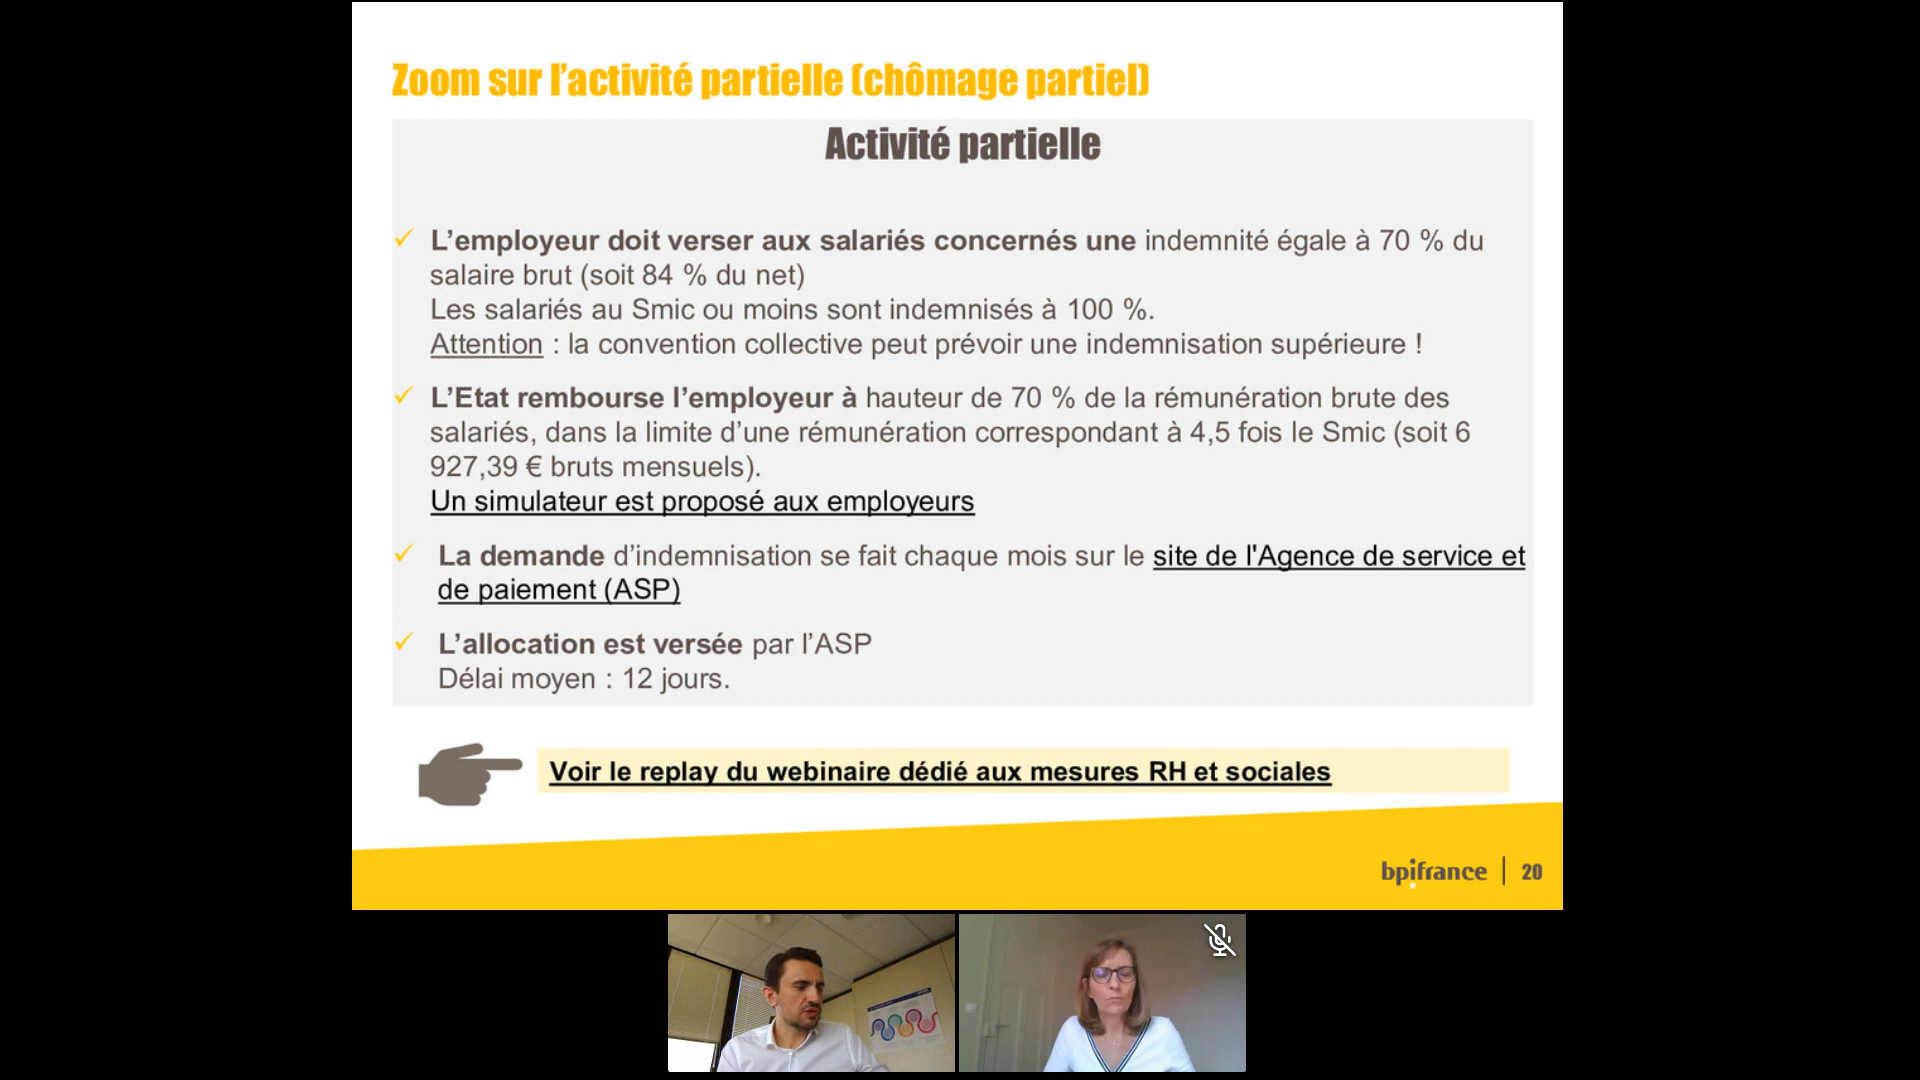 Zoom sur l’activité partielle (chômage partiel)
Activité partielle
L’employeur doit verser aux salariés concernés une indemnité égale à 70 % du
salaire brut (soit 84 % du net)
Les salariés au Smic ou moins sont indemnisés à 100 %.
Attention : la convention collective peut prévoir une indemnisation supérieure !
L’Etat rembourse l’employeur à hauteur de 70 % de la rémunération brute des
salariés, dans la limite d’une rémunération correspondant à 4,5 fois le Smic (soit 6
927,39 € bruts mensuels).
Un simulateur est proposé aux employeurs
La demande d’indemnisation se fait chaque mois sur le site de l'Agence de service et
de paiement (ASP)
L’allocation est versée par l’ASP
Délai moyen : 12 jours.
Voir le replay du webinaire dédié aux mesures RH et sociales
bpifrance | 20